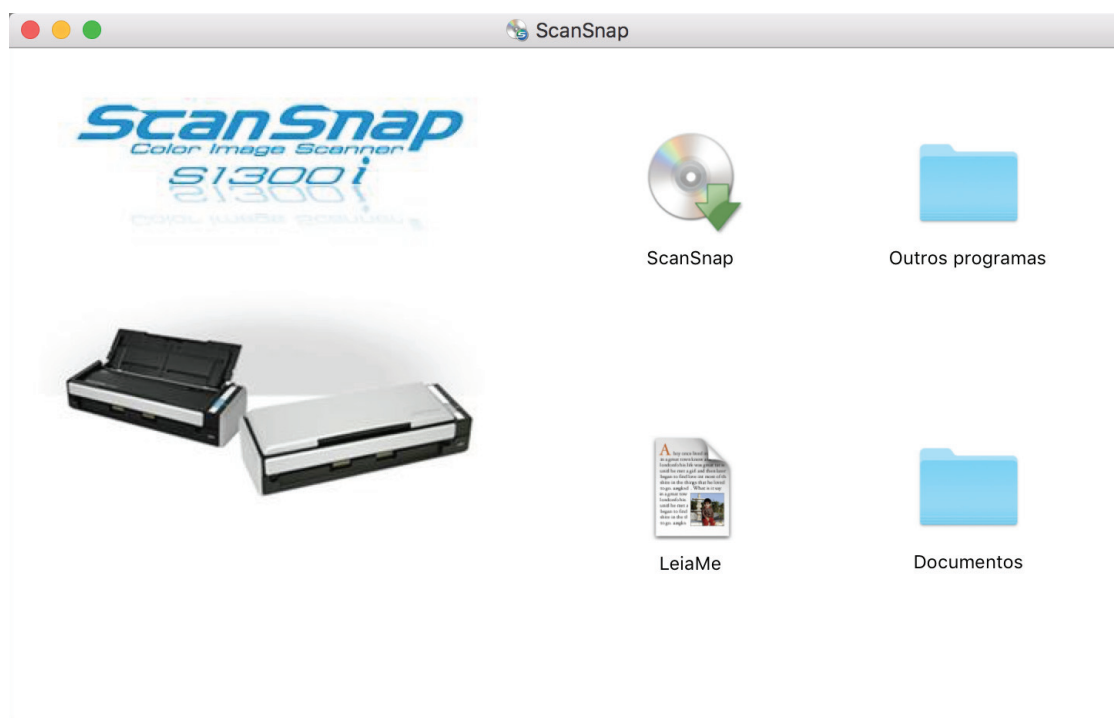 ScanSnap
ScanSnap
Color Image Scanner
S1300i
ScanSnap
Outros programas
LeiaMe
Documentos